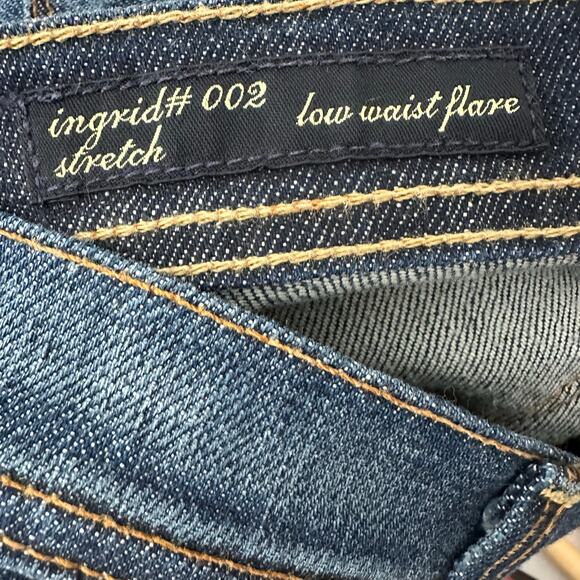 ingrid# 002 low waist flare
stretch